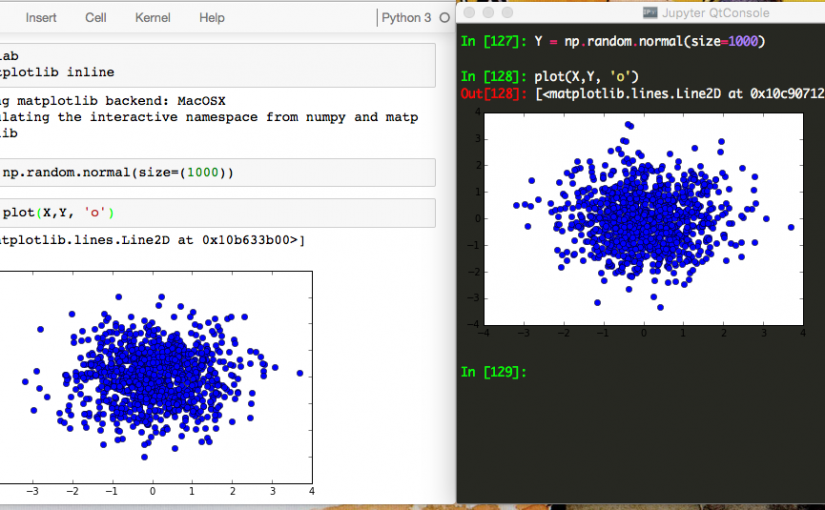 Insert Cell Kernel Help Python 3
tplotlib inline
matplotlib backend: MacOSX
the interactive namespace from numpy and matp
lib
np.random.normal(size=(1000))
plot(X,Y, 'o')
tplotlib.lines.Line2D at 0x10b633b00>]
−3 −2 −1 0 1 2 3 4
Jupyter QtConsole
In [127]: Y = np.random.normal(size=1000)
In [128]: plot(X,Y, 'o')
Out[128]: [<matplotlib.lines.Line2D at 0x10c90712
4
3
2
1
0
−1
−2
−3
−4
−4 −3 −2 −1 0 1 2 3 4
In [129]: